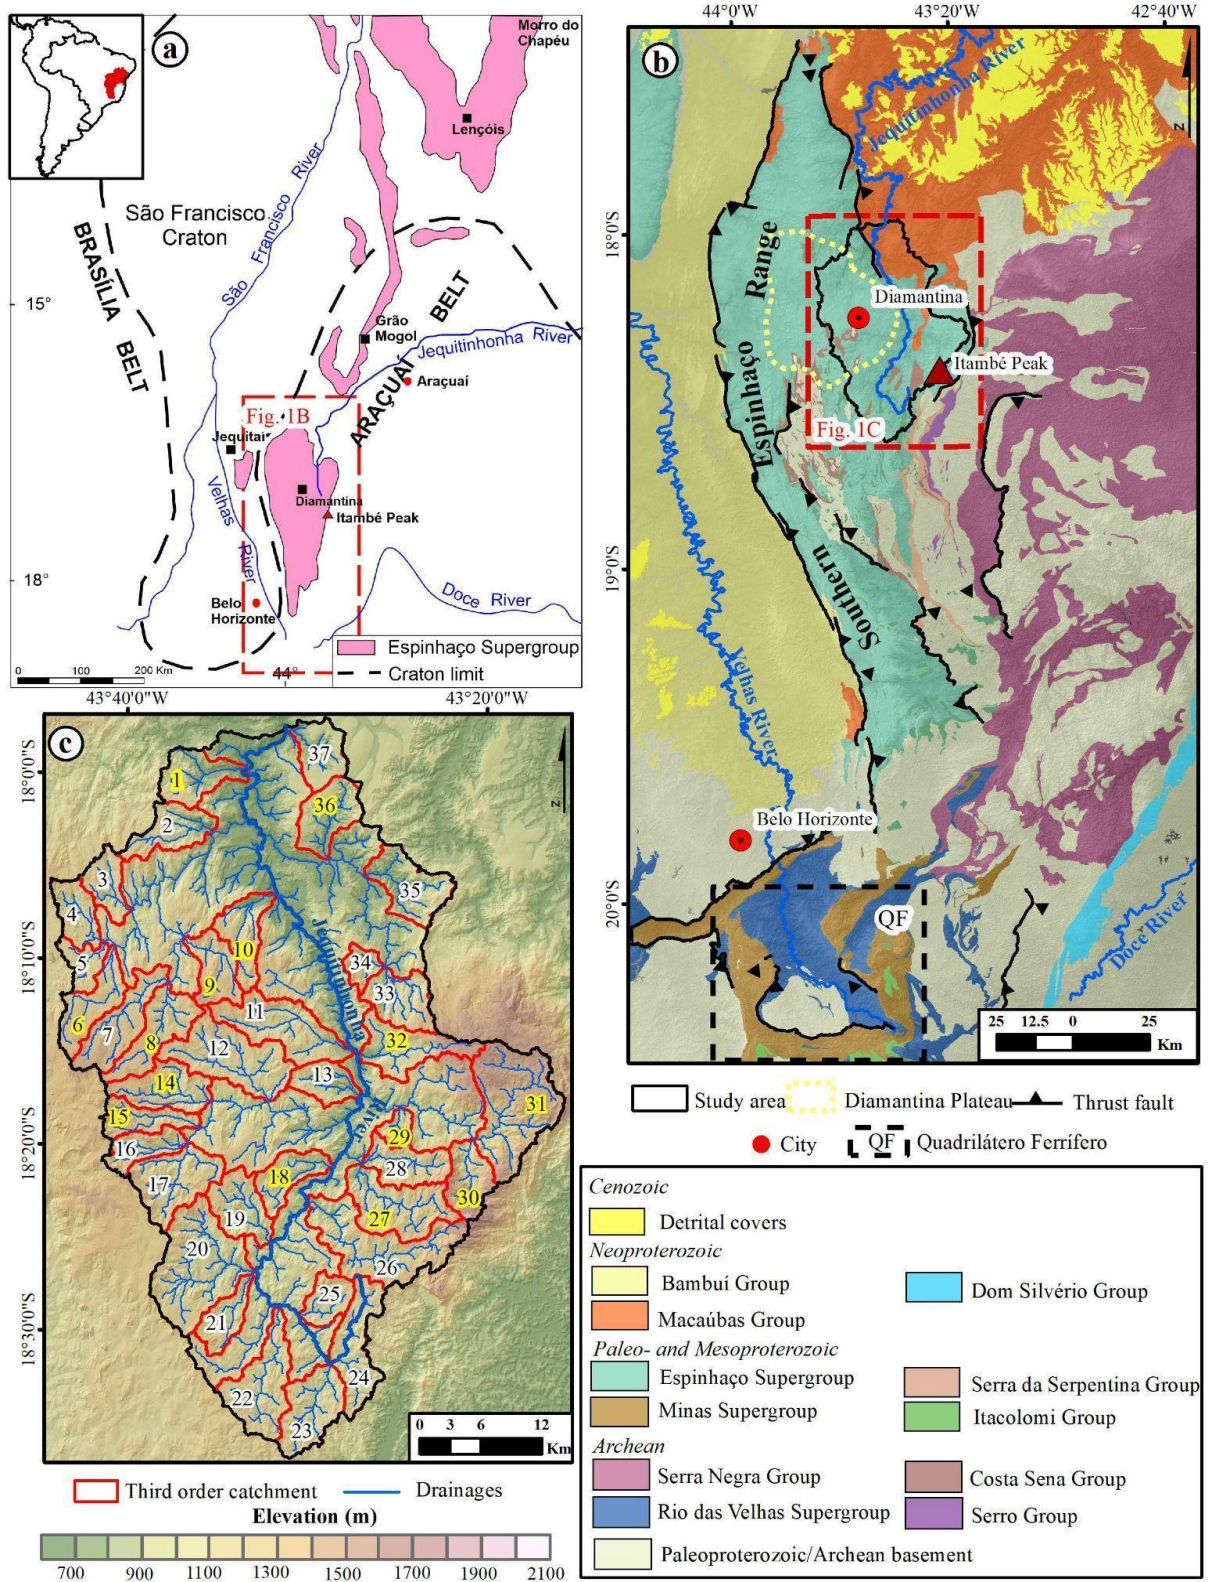 a
Morro do
Chapéu
Lençóis
São Francisco
Craton
São Francisco River
BRASÍLIA BELT
15°
Grão
Mogol
Jequitinhonha River
Araçuaí
ARAÇUAÍ BELT
Fig. 1B
Jequitaí
Diamantina
Itambé Peak
Velhas River
18°
Belo
Horizonte
Doce River
Espinhaço Supergroup
Craton limit
0 100 200 Km
44°
44°0'W 43°20'W 42°40'W
b
Jequitinhonha River
N
18°0'S
Espinhaço Range
Diamantina
Itambé Peak
Fig. 1C
Southern
19°0'S
Velhas River
Belo Horizonte
20°0'S
QF
Doce River
25 12.5 0 25
Km
Study area
Diamantina Plateau
Thrust fault
City
QF
Quadrilátero Ferrífero
43°40'0"W 43°20'0"W
c
N
18°0'0"S
18°10'0"S
18°20'0"S
18°30'0"S
37
1
36
2
3
35
4
10
5
34
9
33
11
6
7
8
32
12
13
14
31
15
29
16
28
18
17
30
19
27
20
26
25
21
24
22
23
Jequitinhonha River
0 3 6 12
Km
Third order catchment
Drainages
Elevation (m)
700 900 1100 1300 1500 1700 1900 2100
Cenozoic
Detrital covers
Neoproterozoic
Bambuí Group
Dom Silvério Group
Macaúbas Group
Paleo- and Mesoproterozoic
Espinhaço Supergroup
Serra da Serpentina Group
Minas Supergroup
Itacolomi Group
Archean
Serra Negra Group
Costa Sena Group
Rio das Velhas Supergroup
Serro Group
Paleoproterozoic/Archean basement